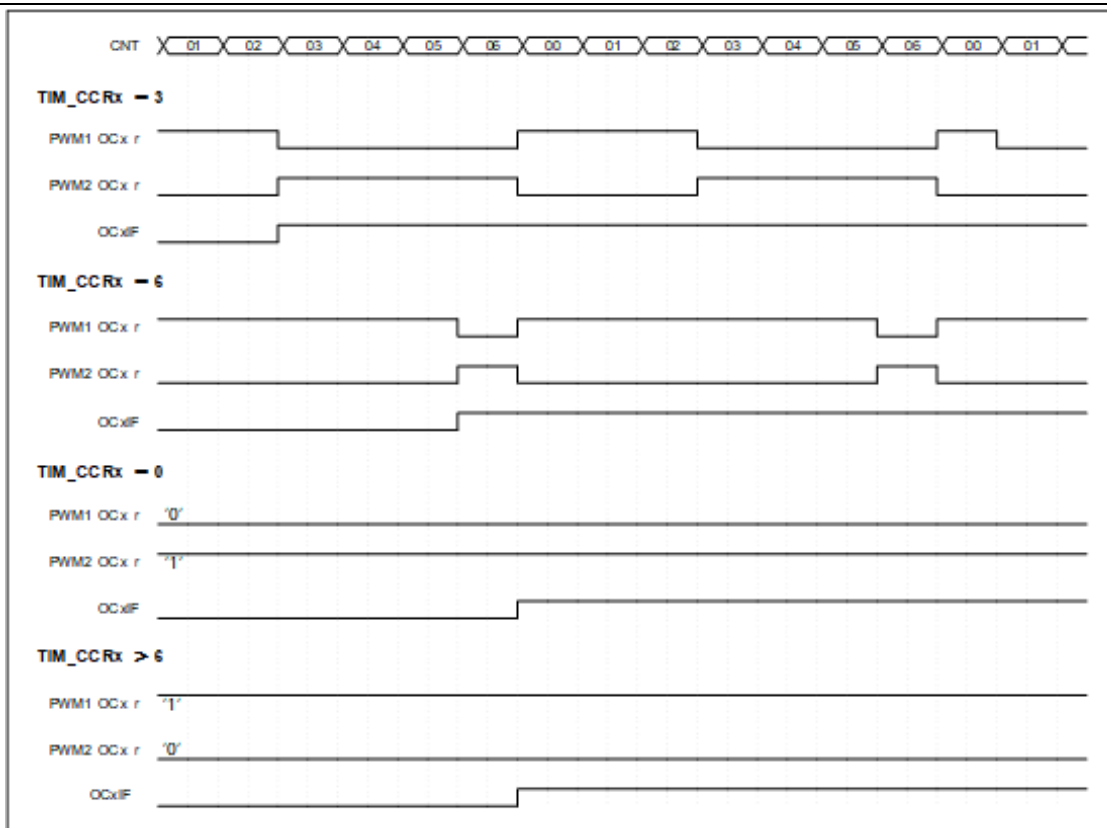 CNT 01 02 03 04 05 06 00 01 02 03 04 05 06 00 01
TIM_CCRx = 3
PWM1 OCx r
PWM2 OCx r
OCxIF
TIM_CCRx = 6
PWM1 OCx r
PWM2 OCx r
OCxIF
TIM_CCRx = 0
PWM1 OCx r '0'
PWM2 OCx r '1'
OCxIF
TIM_CCRx > 6
PWM1 OCx r '1'
PWM2 OCx r '0'
OCxIF